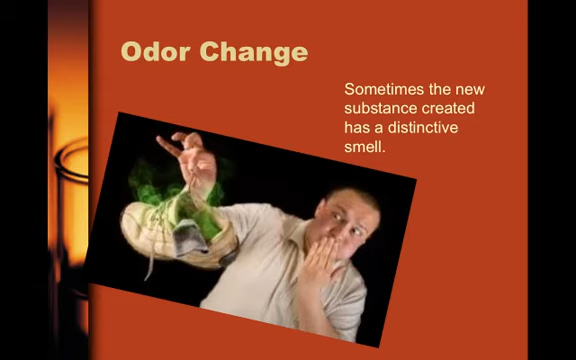 Odor Change
Sometimes the new
substance created
has a distinctive
smell.